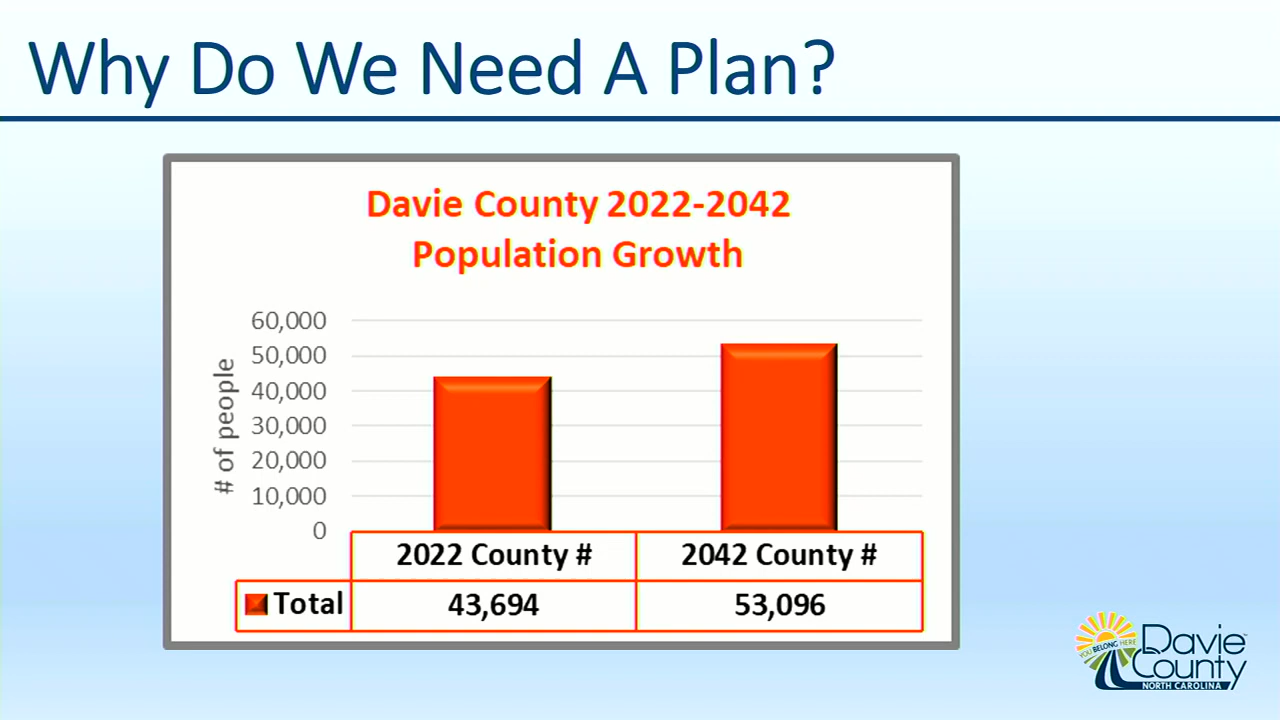 Why Do We Need A Plan?
Davie County 2022-2042
Population Growth
# of people
60,000
50,000
40,000
30,000
20,000
10,000
0
2022 County # 2042 County #
Total 43,694 53,096
YOU BELONG HERE
Davie
County
NORTH CAROLINA